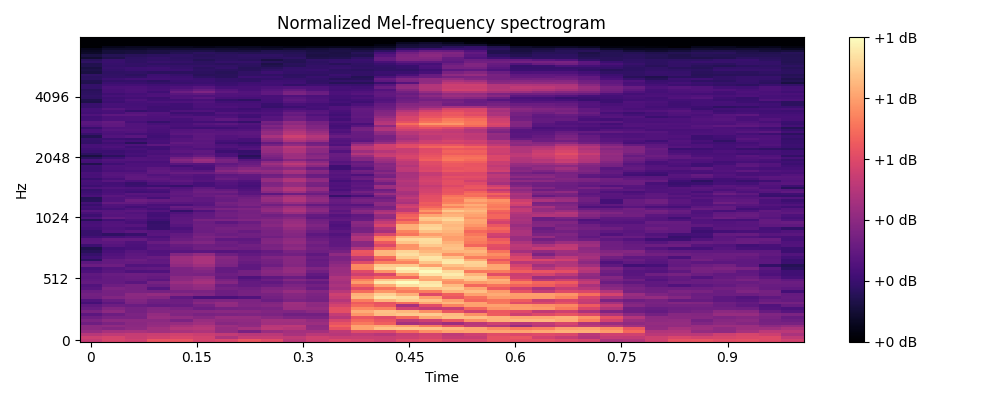 Normalized Mel-frequency spectrogram
Hz
4096
2048
1024
512
0
0 0.15 0.3 0.45 0.6 0.75 0.9
Time
+1 dB
+1 dB
+1 dB
+0 dB
+0 dB
+0 dB